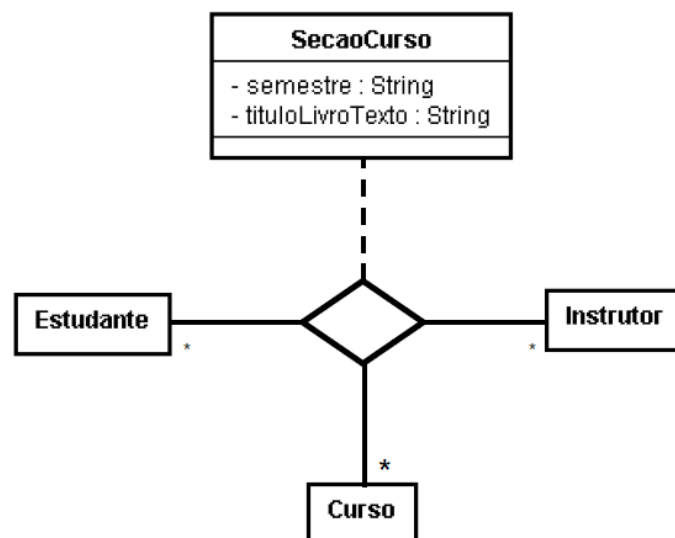 SecaoCurso
- semestre : String
- tituloLivroTexto : String
Estudante
*
Instrutor
*
*
Curso